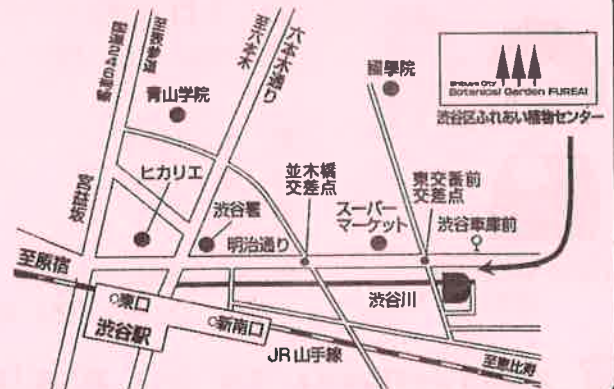 国道246号線
至表参道
至六本木
六本木通り
青山学院
國學院
Shibuya City
Botanical Garden FUREAI
渋谷区ふれあい植物センター
ヒカリエ
宮益坂
渋谷署
明治通り
並木橋
交差点
スーパー
マーケット
東交番前
交差点
渋谷車庫前
至原宿
東口
渋谷駅
新南口
渋谷川
JR山手線
至恵比寿